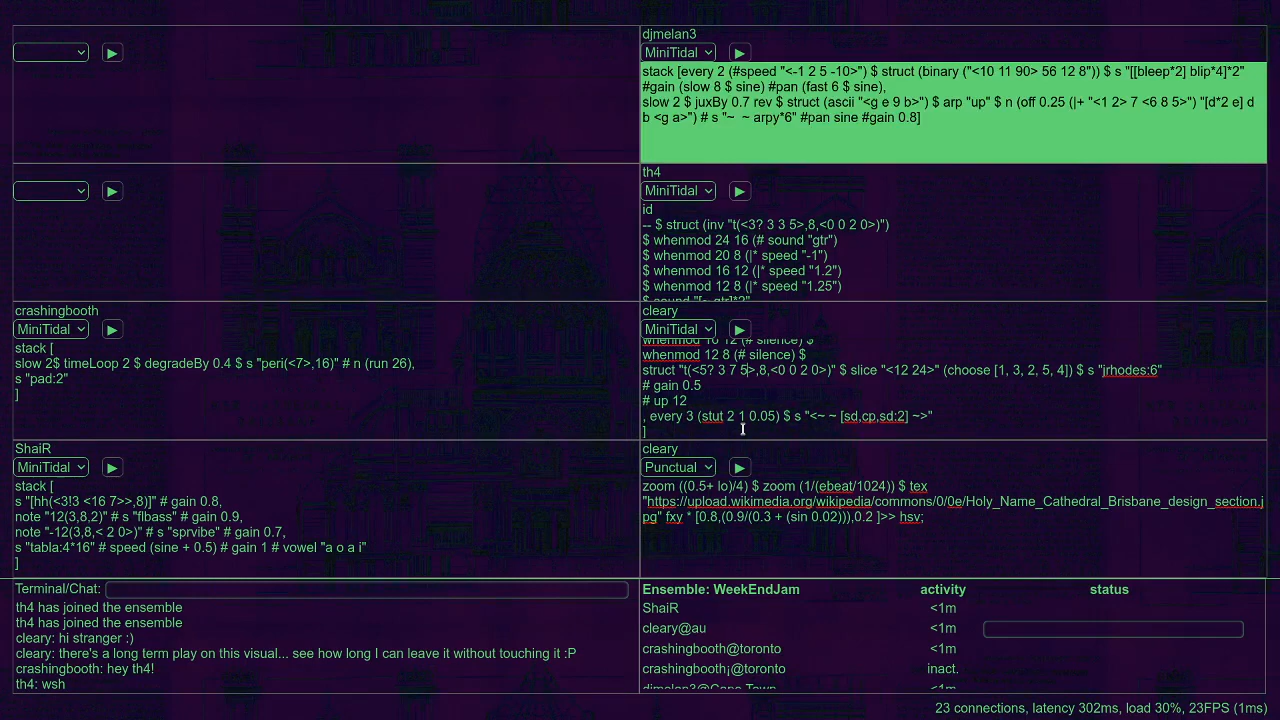 djmelan3
MiniTidal
stack [every 2 (#speed "<-1 2 5 -10>") $ struct (binary ("<10 11 90> 56 12 8")) $ s "[[bleep*2] blip*4]*2"
#gain (slow 8 $ sine) #pan (fast 6 $ sine),
slow 2 $ juxBy 0.7 rev $ struct (ascii "<g e 9 b>") $ arp "up" $ n (off 0.25 (|+ "<1 2> 7 <6 8 5>") "[d*2 e] d
b <g a>") # s "~  ~ arpy*6" #pan sine #gain 0.8]
th4
MiniTidal
id
-- $ struct (inv "t(<3? 3 3 5>,8,<0 0 2 0>)")
$ whenmod 24 16 (# sound "gtr")
$ whenmod 20 8 (|* speed "-1")
$ whenmod 16 12 (|* speed "1.2")
$ whenmod 12 8 (|* speed "1.25")
$ sound "[~ gtr]*2"
crashingbooth
MiniTidal
stack [
slow 2$ timeLoop 2 $ degradeBy 0.4 $ s "peri(<7>,16)" # n (run 26),
s "pad:2"
]
cleary
MiniTidal
whenmod 16 12 (# silence) $
whenmod 12 8 (# silence) $
struct "t(<5? 3 7 5>,8,<0 0 2 0>)" $ slice "<12 24>" (choose [1, 3, 2, 5, 4]) $ s "jrhodes:6"
# gain 0.5
# up 12
, every 3 (stut 2 1 0.05) $ s "<~ ~ [sd,cp,sd:2] ~>"
]
ShaiR
MiniTidal
stack [
s "[hh(<3!3 <16 7>>,8)]" # gain 0.8,
note "12(3,8,2)" # s "flbass" # gain 0.9,
note "-12(3,8,< 2 0>)" # s "sprvibe" # gain 0.7,
s "tabla:4*16" # speed (sine + 0.5) # gain 1 # vowel "a o a i"
]
cleary
Punctual
zoom ((0.5+ lo)/4) $ zoom (1/(ebeat/1024)) $ tex
"https://upload.wikimedia.org/wikipedia/commons/0/0e/Holy_Name_Cathedral_Brisbane_design_section.j
pg" fxy * [0.8,(0.9/(0.3 + (sin 0.02))),0.2 ]>> hsv;
Terminal/Chat:
th4 has joined the ensemble
th4 has joined the ensemble
cleary: hi stranger :)
cleary: there's a long term play on this visual... see how long I can leave it without touching it :P
crashingbooth: hey th4!
th4: wsh
Ensemble: WeekEndJam activity status
ShaiR <1m
cleary@au <1m
crashingbooth@toronto <1m
crashingbooth¡@toronto inact.
djmelan3@Cape Town <1m
23 connections, latency 302ms, load 30%, 23FPS (1ms)